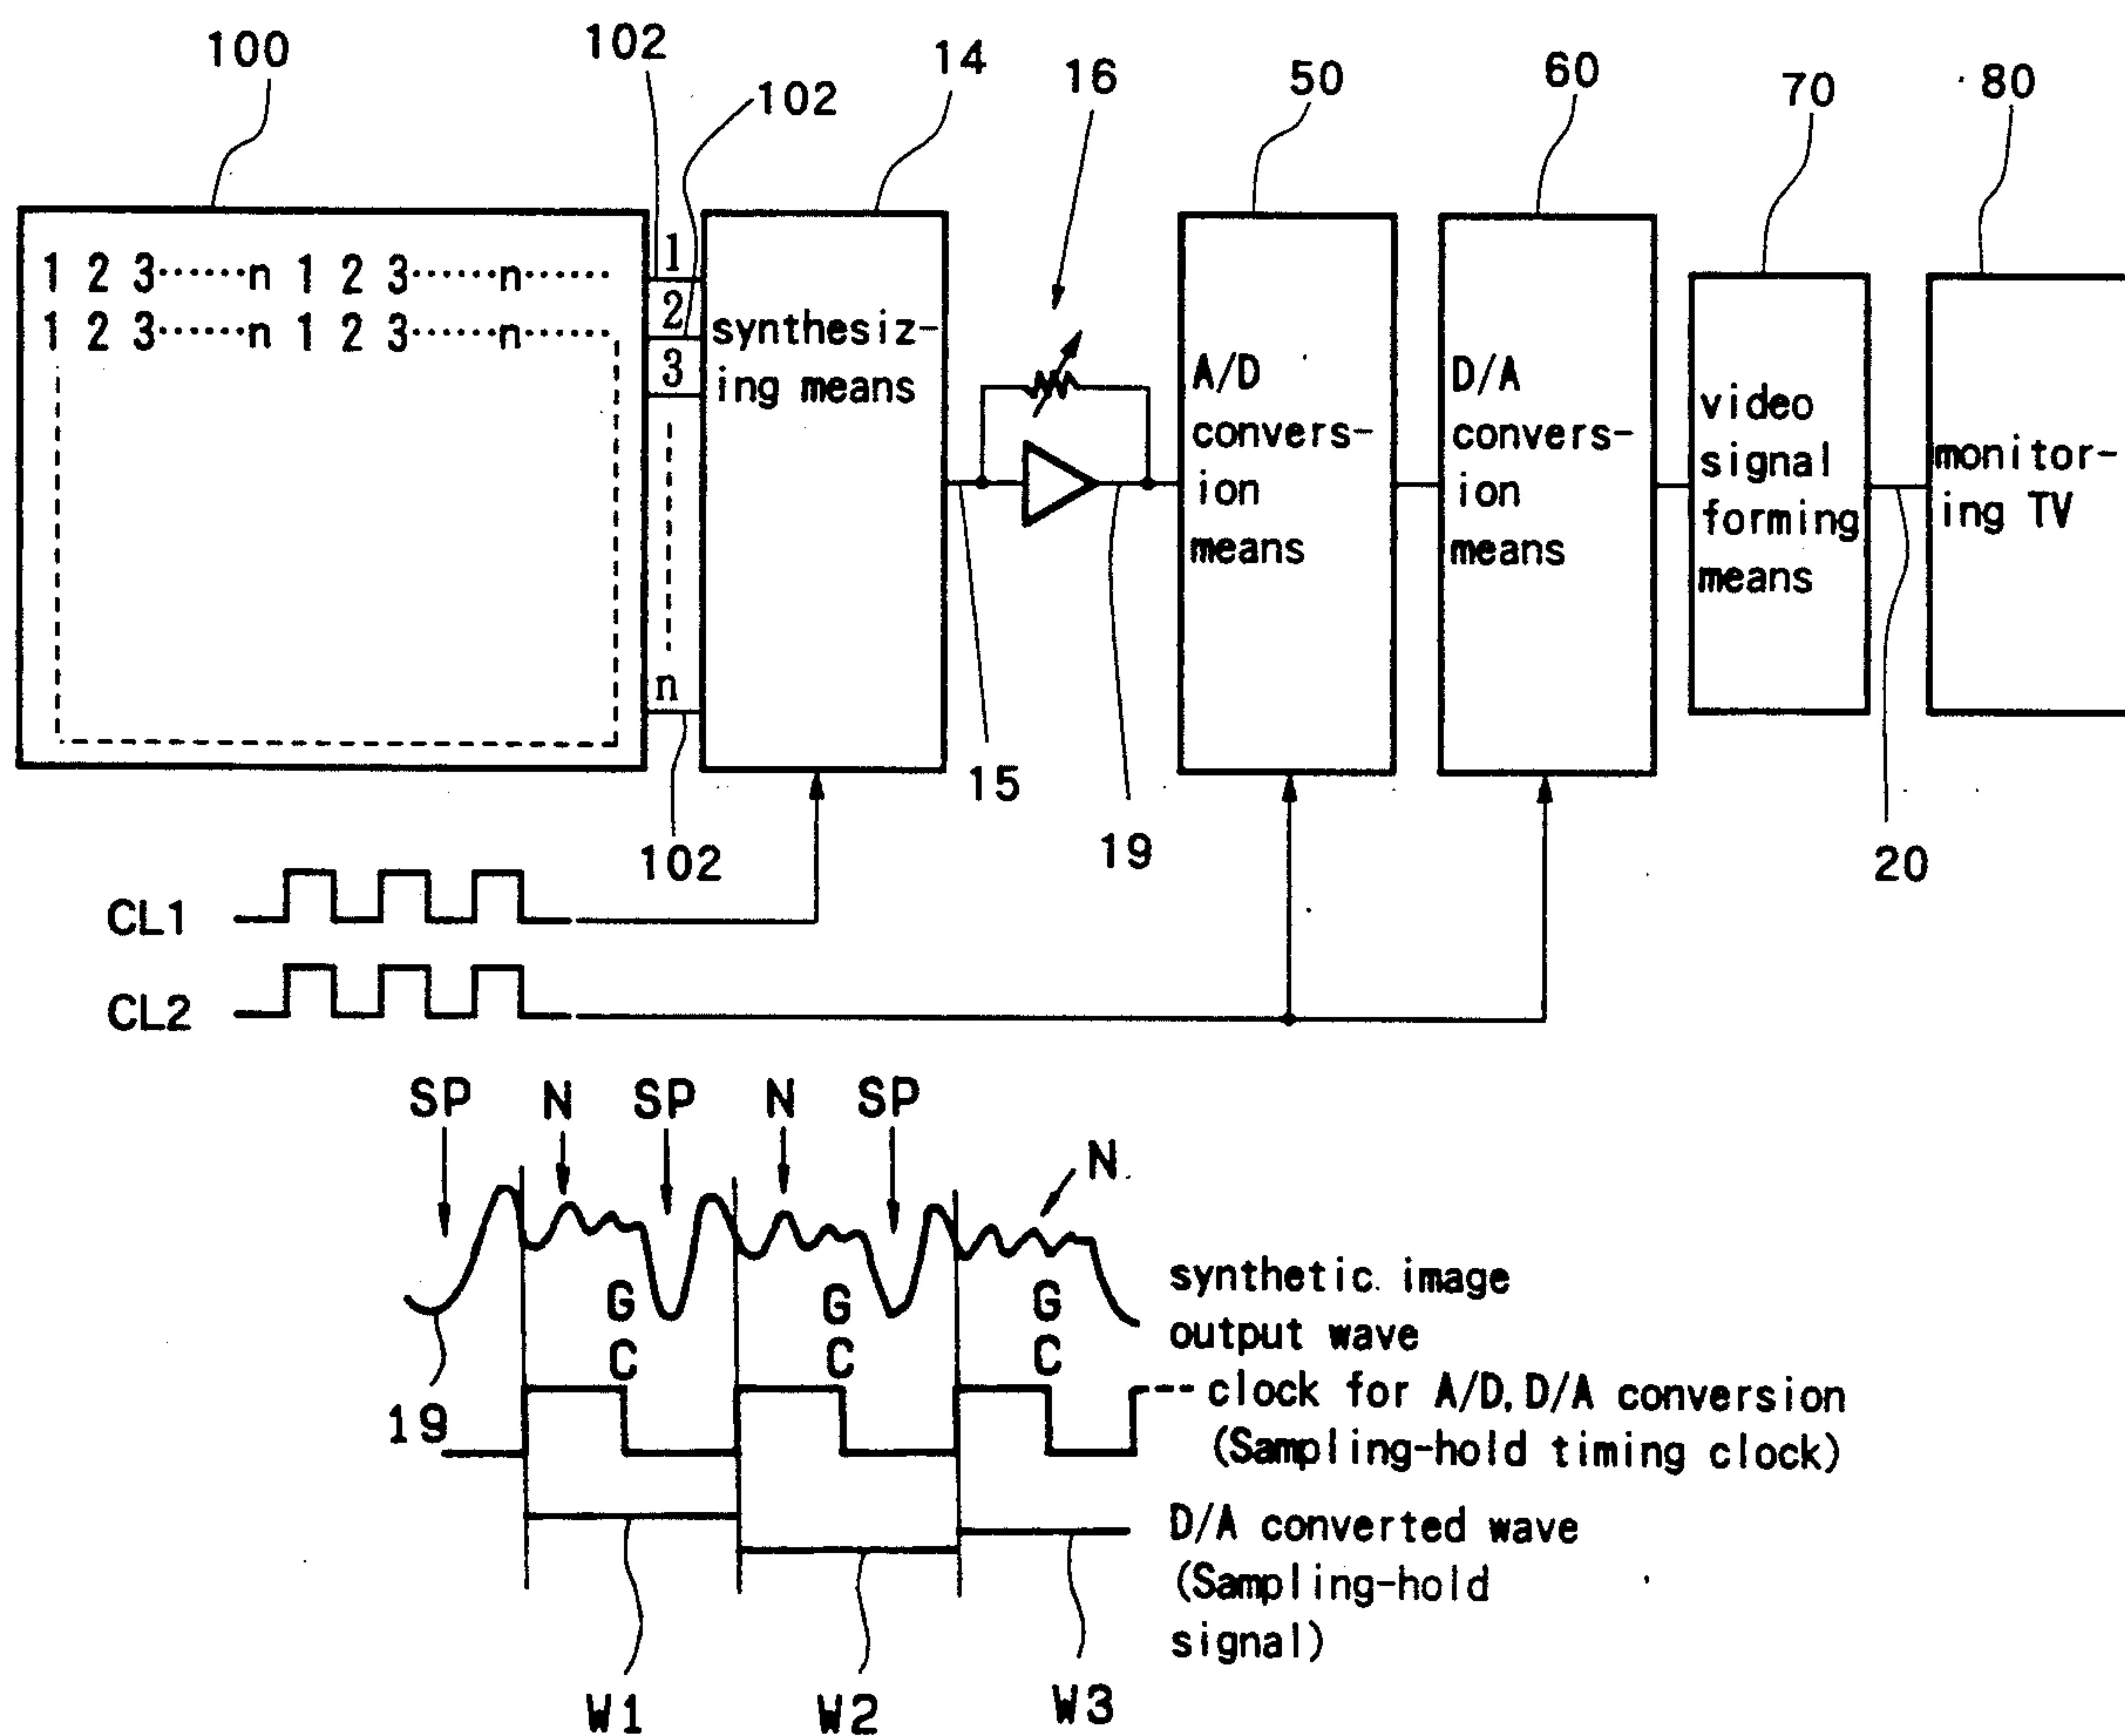 100
102
102
14
16
50
60
70
80
1 2 3······n 1 2 3······n······
1 2 3······n 1 2 3······n······
1
2
3
n
synthesiz-
ing means
A/D
convers-
ion
means
D/A
convers-
ion
means
video
signal
forming
means
monitor-
ing TV
15
19
20
102
CL1
CL2
SP N SP N SP
N
G G G
C C C
19
synthetic image
output wave
clock for A/D, D/A conversion
(Sampling-hold timing clock)
D/A converted wave
(Sampling-hold
signal)
W1 W2 W3